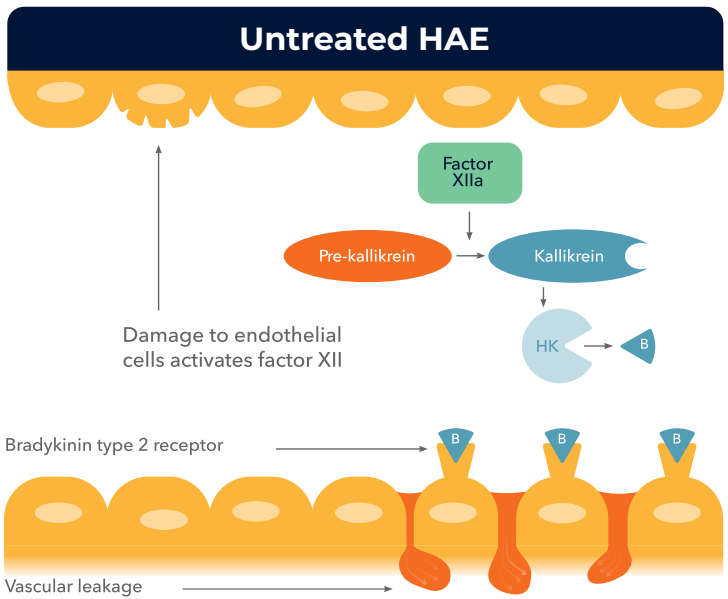 Untreated HAE
Factor
XIIa
Pre-kallikrein
Kallikrein
HK
B
Damage to endothelial
cells activates factor XII
B
B
B
Bradykinin type 2 receptor
Vascular leakage